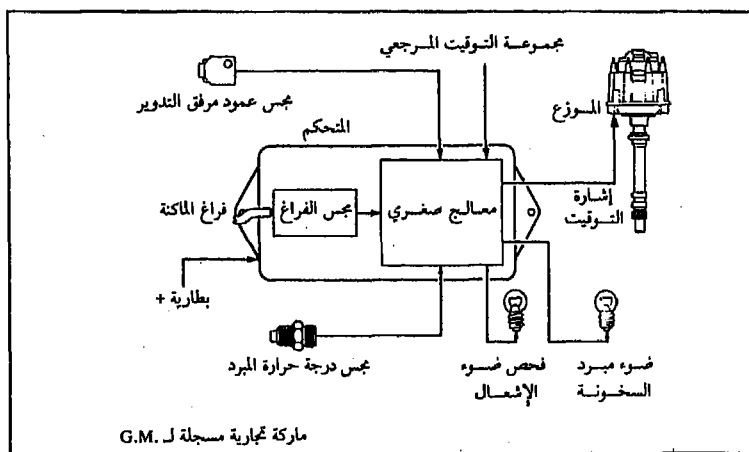 مجموعة التوقيت المرجعي
مجس عمود مرفق التدوير
الموزع
المتحكم
إشارة
التوقيت
معالج صغري
مجس الفراغ
فراغ الماكنة
بطارية +
مجس درجة حرارة المبرد
فحص ضوء
الإشعال
ضوء مبرد
السخونة
ماركة تجارية مسجلة لـ .G.M